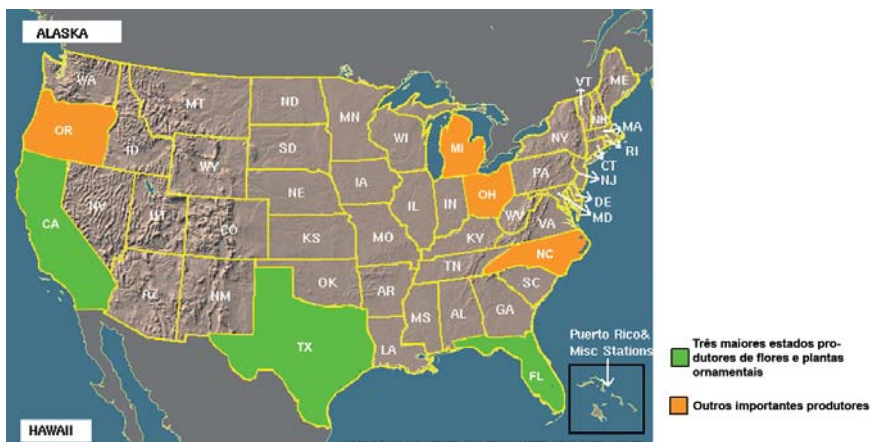 ALASKA
WA
MT
ND
MN
VT
ME
OR
ID
WY
SD
WI
MI
NY
NH
MA
RI
CT
NJ
CA
NV
UT
CO
NE
IA
IL
IN
OH
PA
WV
DE
MD
VA
KS
MO
KY
NC
TN
AZ
NM
OK
AR
SC
MS
AL
GA
TX
LA
FL
Puerto Rico&
Misc Stations
HAWAII
Três maiores estados pro-
dutores de flores e plantas
ornamentais
Outros importantes produtores